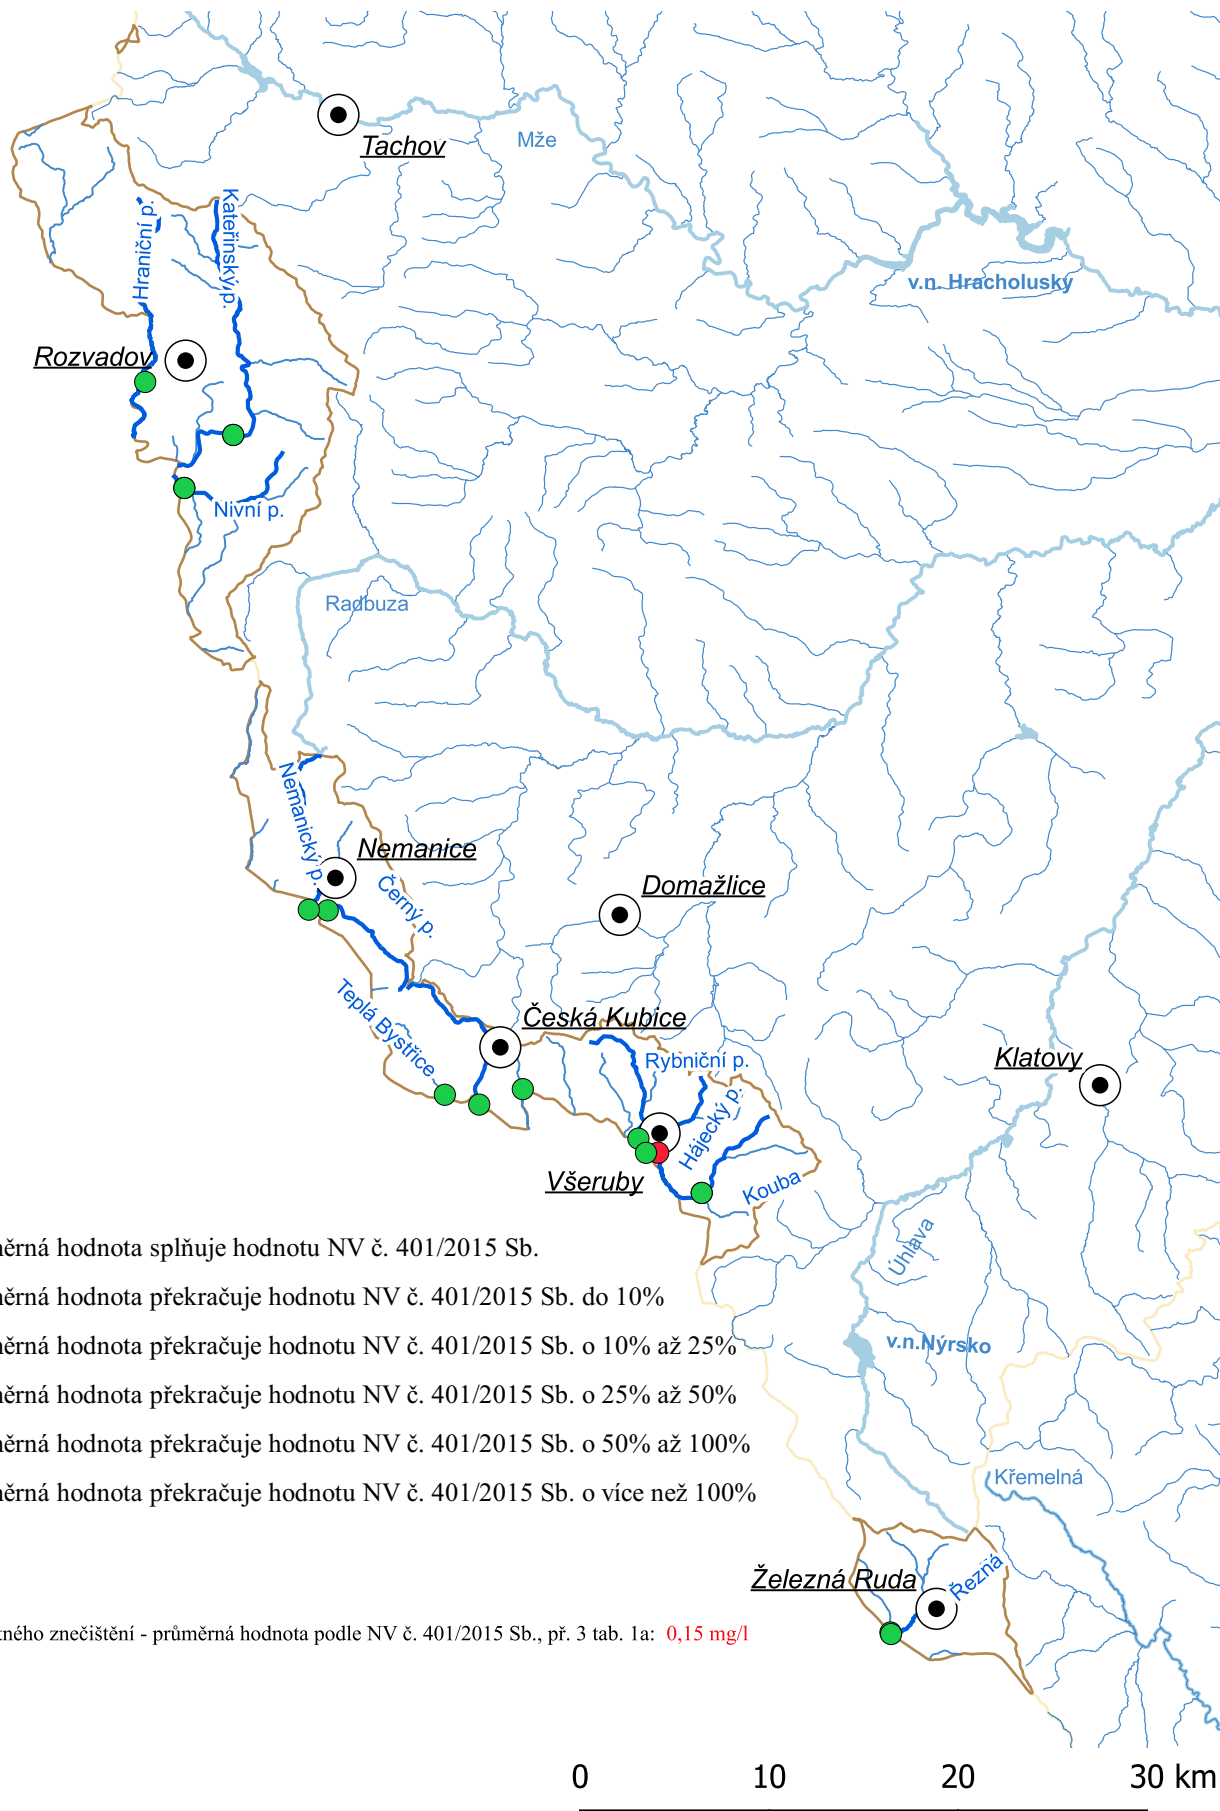 Tachov
Mže
Hraniční p.
Kateřinský p.
v.n. Hracholusky
Rozvadov
Nivní p.
Radbuza
Nemanický p.
Nemanice
Černý p.
Domažlice
Teplá Bystřice
Česká Kubice
Rybniční p.
Klatovy
Hájecký p.
Všeruby
Kouba
Úhlava
ěrná hodnota splňuje hodnotu NV č. 401/2015 Sb.
ěrná hodnota překračuje hodnotu NV č. 401/2015 Sb. do 10%
ěrná hodnota překračuje hodnotu NV č. 401/2015 Sb. o 10% až 25%
v.n.Nýrsko
ěrná hodnota překračuje hodnotu NV č. 401/2015 Sb. o 25% až 50%
ěrná hodnota překračuje hodnotu NV č. 401/2015 Sb. o 50% až 100%
Křemelná
ěrná hodnota překračuje hodnotu NV č. 401/2015 Sb. o více než 100%
Železná Ruda
Řezná
tného znečištění - průměrná hodnota podle NV č. 401/2015 Sb., př. 3 tab. 1a: 0,15 mg/l
0 10 20 30 km